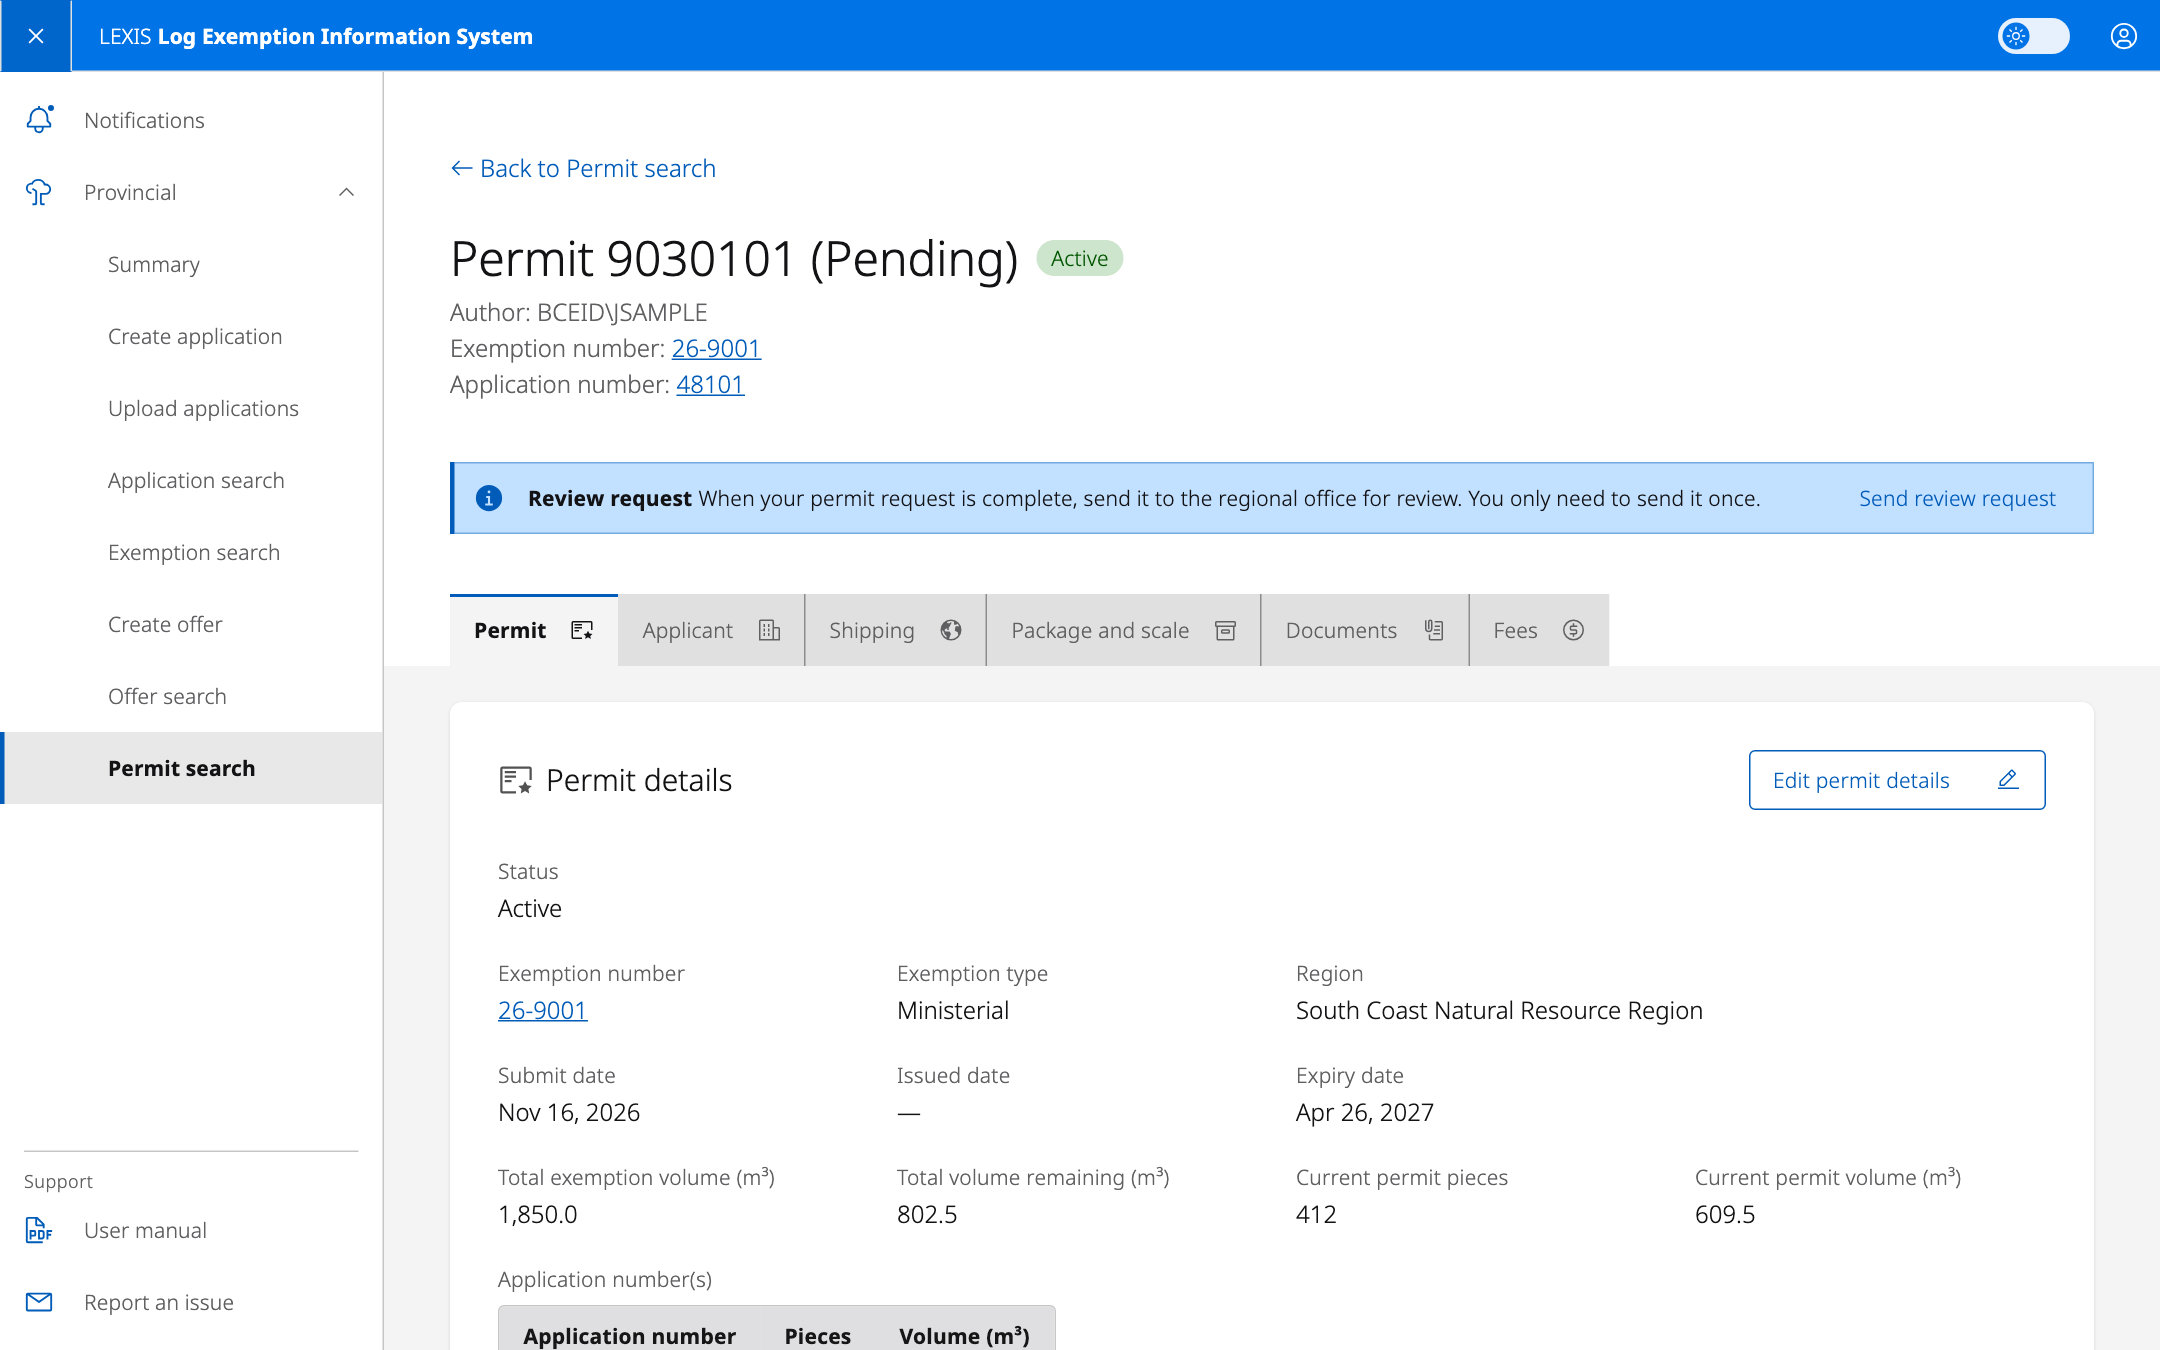 LEXIS Log Exemption Information System
Notifications
Provincial
Summary
Create application
Upload applications
Application search
Exemption search
Create offer
Offer search
Permit search
Support
PDF
User manual
Report an issue
← Back to Permit search
Permit 9030101 (Pending) Active
Author: BCEID\JSAMPLE
Exemption number: 26-9001
Application number: 48101
Review request When your permit request is complete, send it to the regional office for review. You only need to send it once. Send review request
Permit Applicant Shipping Package and scale Documents Fees
Permit details
Edit permit details
Status
Active
Exemption number Exemption type Region
26-9001 Ministerial South Coast Natural Resource Region
Submit date Issued date Expiry date
Nov 16, 2026 — Apr 26, 2027
Total exemption volume (m³) Total volume remaining (m³) Current permit pieces Current permit volume (m³)
1,850.0 802.5 412 609.5
Application number(s)
Application number Pieces Volume (m³)